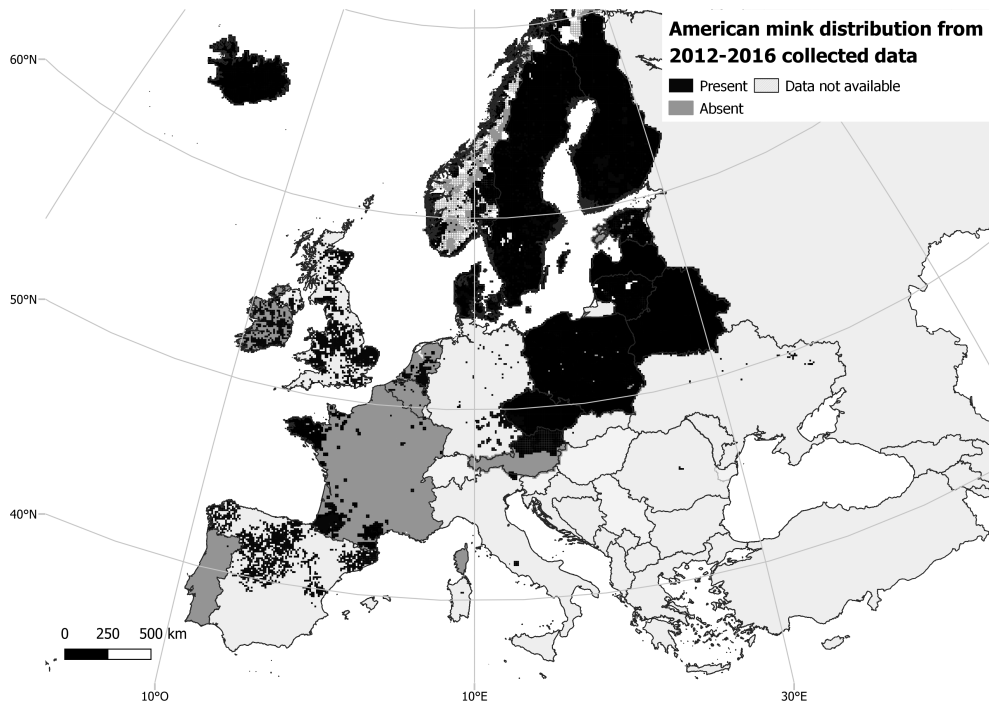 American mink distribution from
2012-2016 collected data
Present Data not available
Absent
60°N
50°N
40°N
0 250 500 km
10°O 10°E 30°E